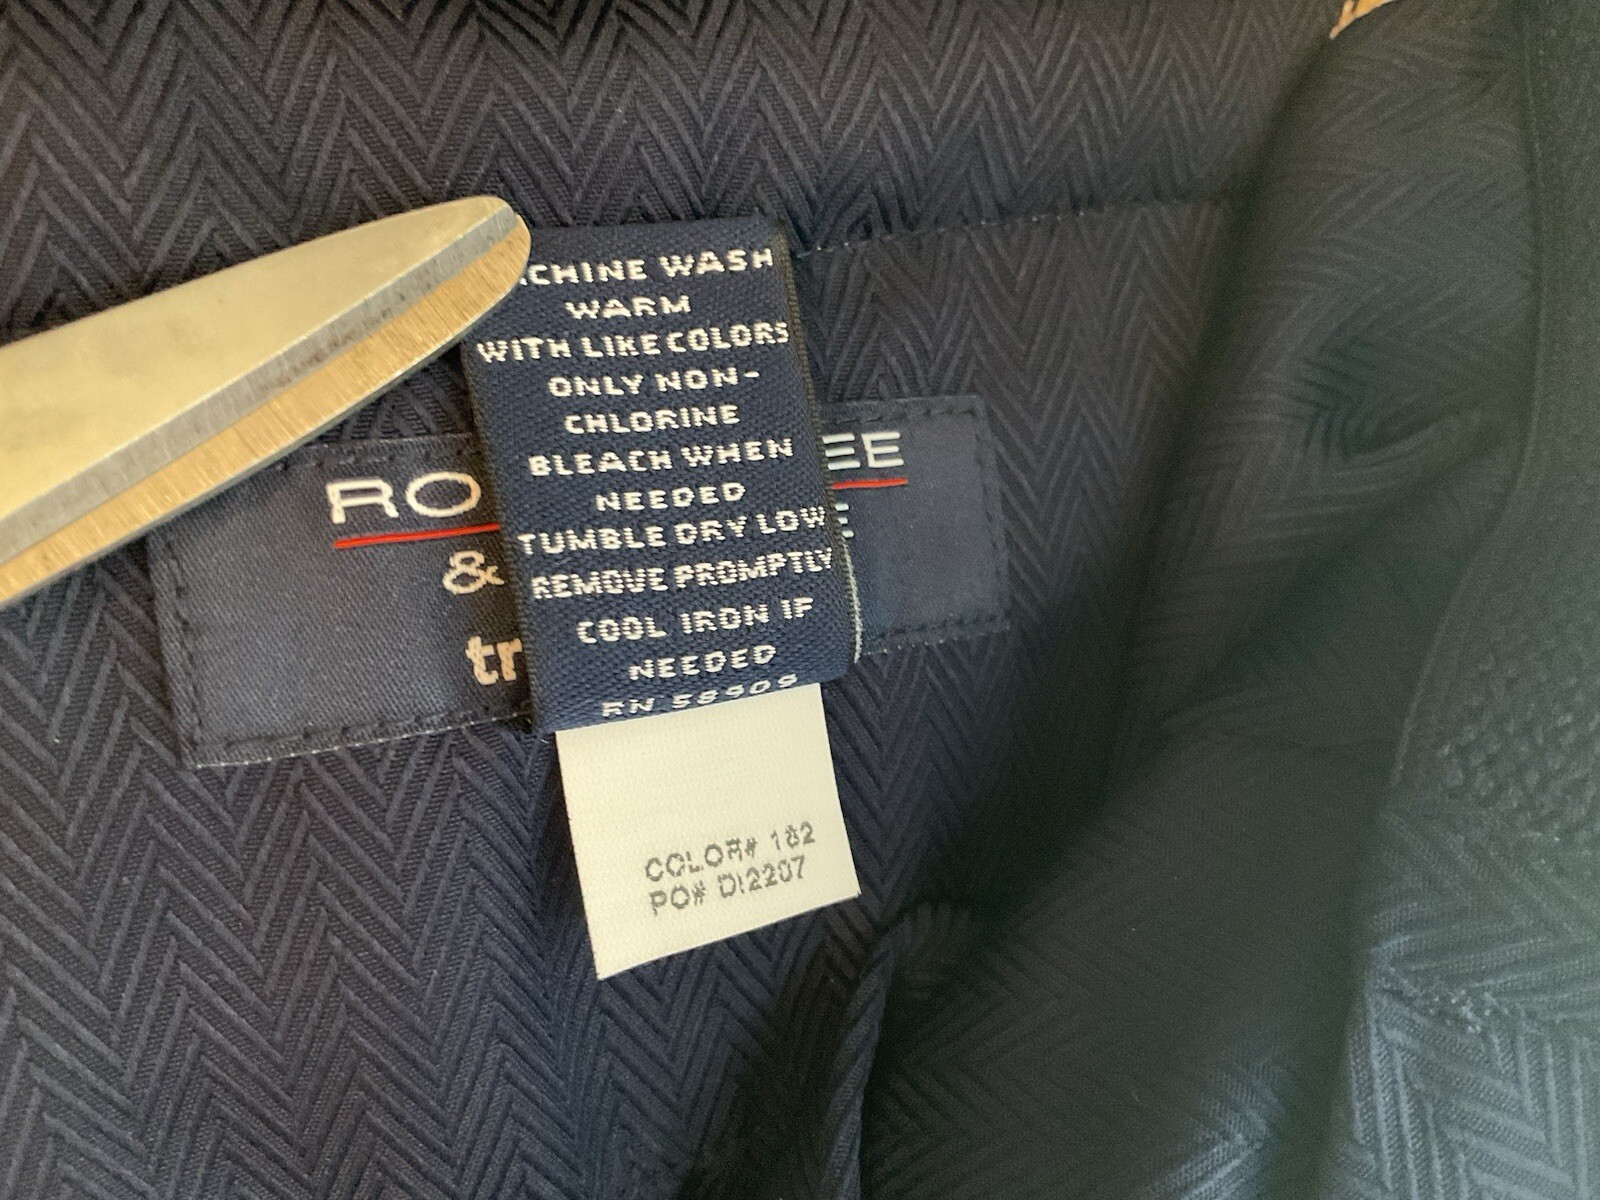 CHINE WASH
WARM
WITH LIKE COLORS
ONLY NON-
CHLORINE
BLEACH WHEN
NEEDED
TUMBLE DRY LOW
REMOVE PROMPTLY
COOL IRON IF
NEEDED
RN 58909
RO EE
& E
tr
COLOR# 182
PO# DI2207